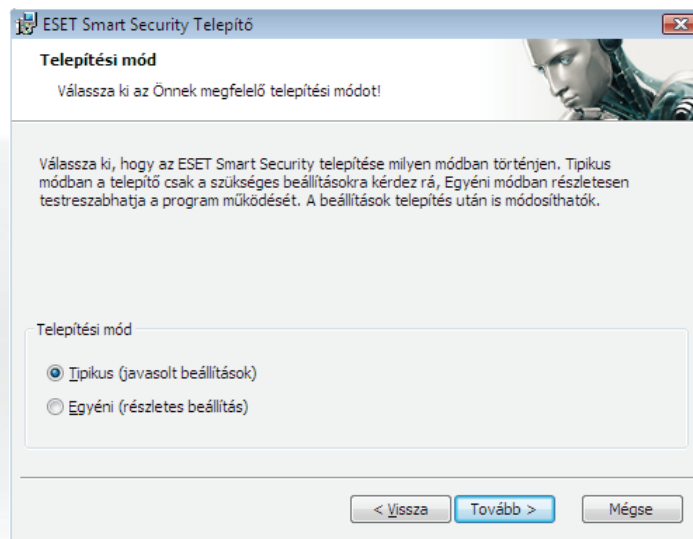 ESET Smart Security Telepítő
Telepítési mód
Válassza ki az Önnek megfelelő telepítési módot!
Válassza ki, hogy az ESET Smart Security telepítése milyen módban történjen. Tipikus
módban a telepítő csak a szükséges beállításokra kérdez rá, Egyéni módban részletesen
testreszabhatja a program működését. A beállítások telepítés után is módosíthatók.
Telepítési mód
Tipikus (javasolt beállítások)
Egyéni (részletes beállítás)
< Vissza
Tovább >
Mégse